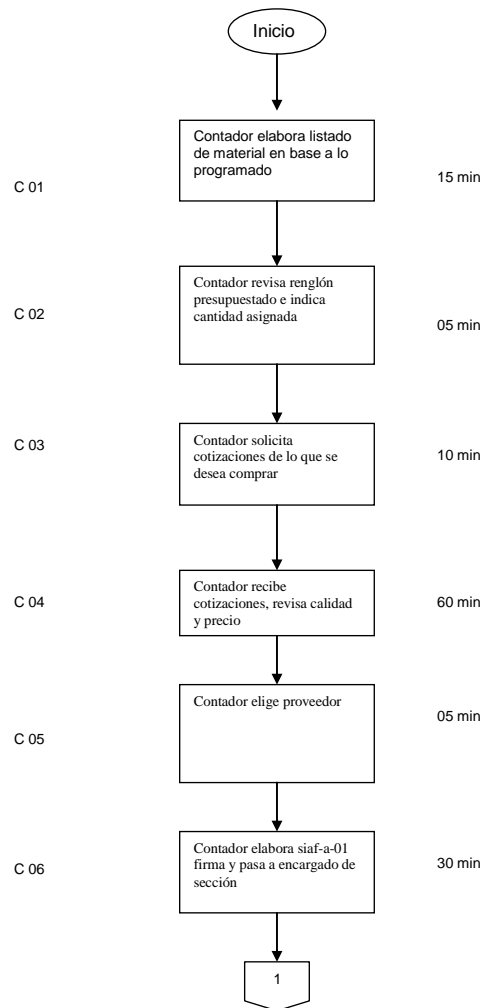 Inicio
Contador elabora listado
de material en base a lo
programado
C 01
15 min
Contador revisa renglón
presupuestado e indica
cantidad asignada
C 02
05 min
Contador solicita
cotizaciones de lo que se
desea comprar
C 03
10 min
Contador recibe
cotizaciones, revisa calidad
y precio
C 04
60 min
Contador elige proveedor
C 05
05 min
Contador elabora siaf-a-01
firma y pasa a encargado de
sección
C 06
30 min
1